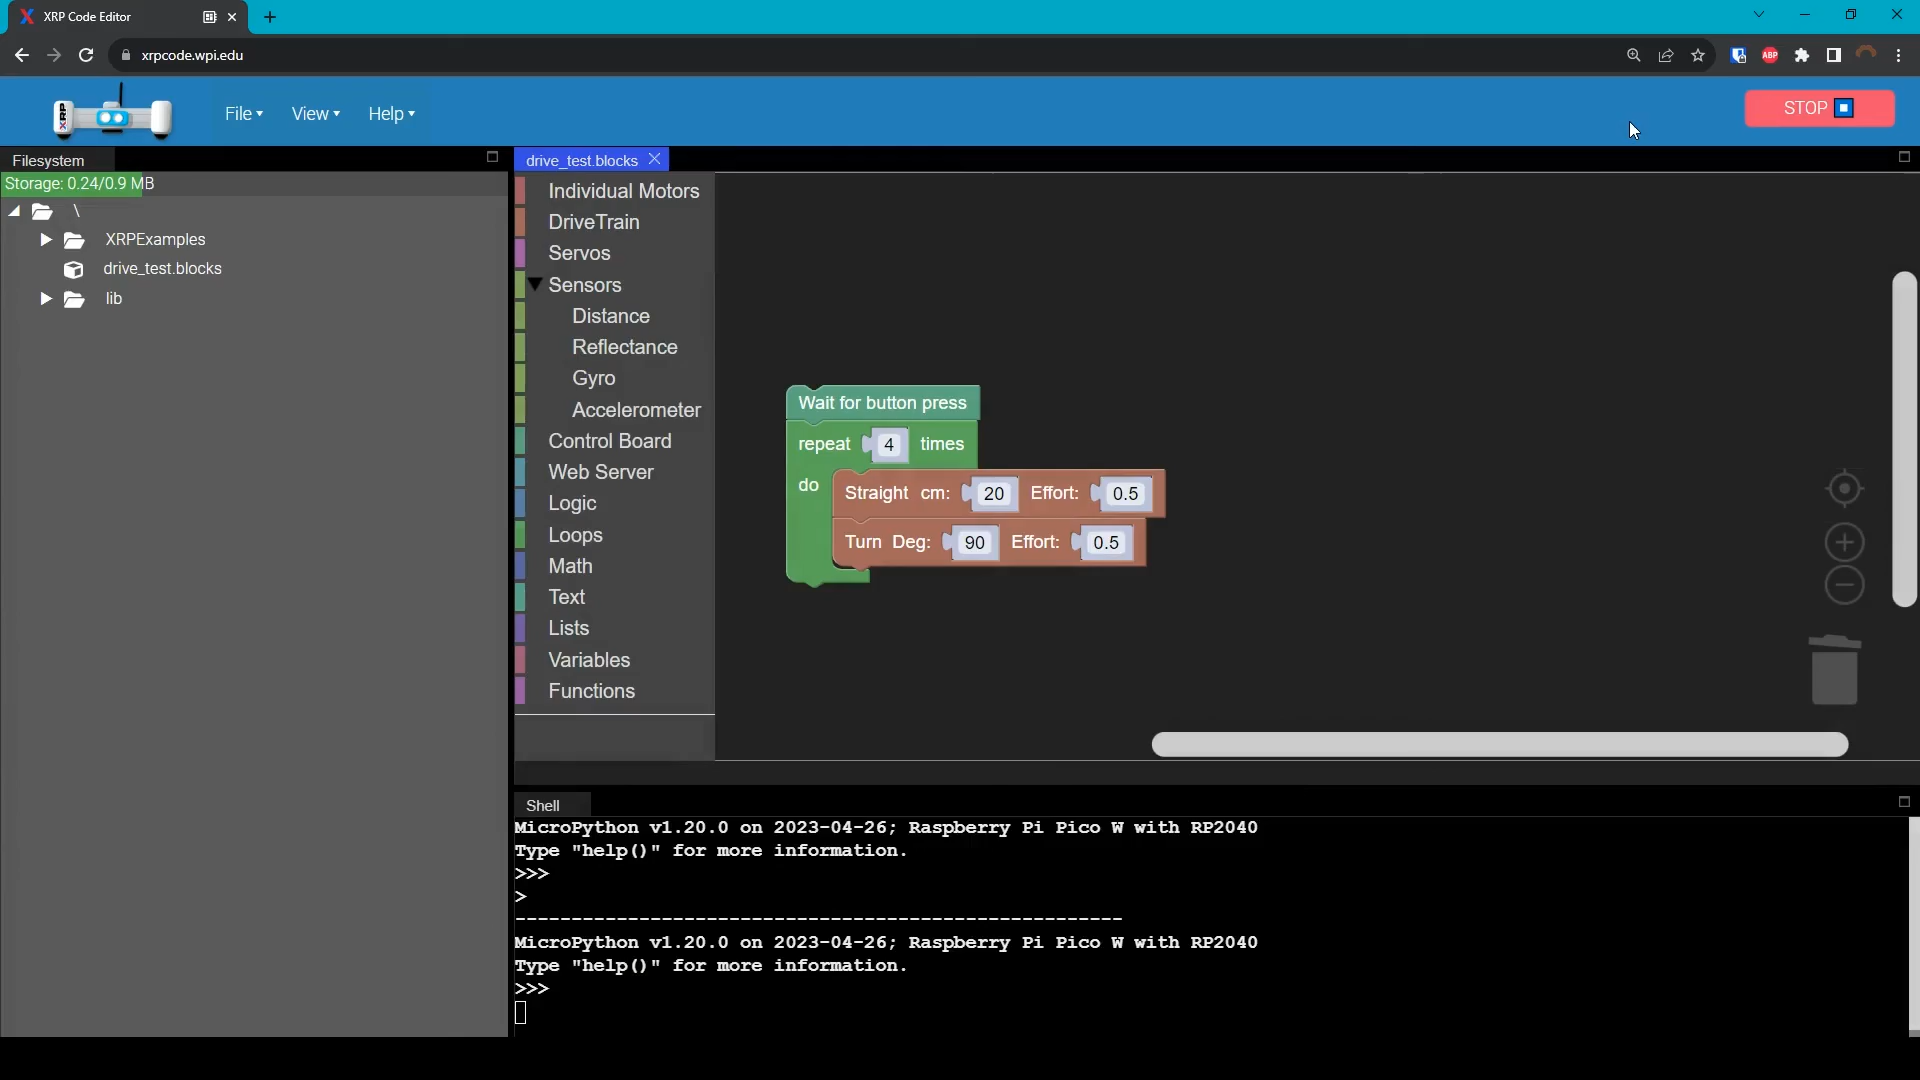 XRP Code Editor
xrpcode.wpi.edu
ABP
XRP
File
View
Help
STOP
Filesystem
drive_test.blocks
Storage: 0.24/0.9 MB
\
XRPExamples
drive_test.blocks
lib
Individual Motors
DriveTrain
Servos
Sensors
Distance
Reflectance
Gyro
Accelerometer
Control Board
Web Server
Logic
Loops
Math
Text
Lists
Variables
Functions
Wait for button press
repeat 4 times
do
Straight cm: 20 Effort: 0.5
Turn Deg: 90 Effort: 0.5
Shell
MicroPython v1.20.0 on 2023-04-26; Raspberry Pi Pico W with RP2040
Type "help()" for more information.
>>>
>
------------------------------------------------------
MicroPython v1.20.0 on 2023-04-26; Raspberry Pi Pico W with RP2040
Type "help()" for more information.
>>>